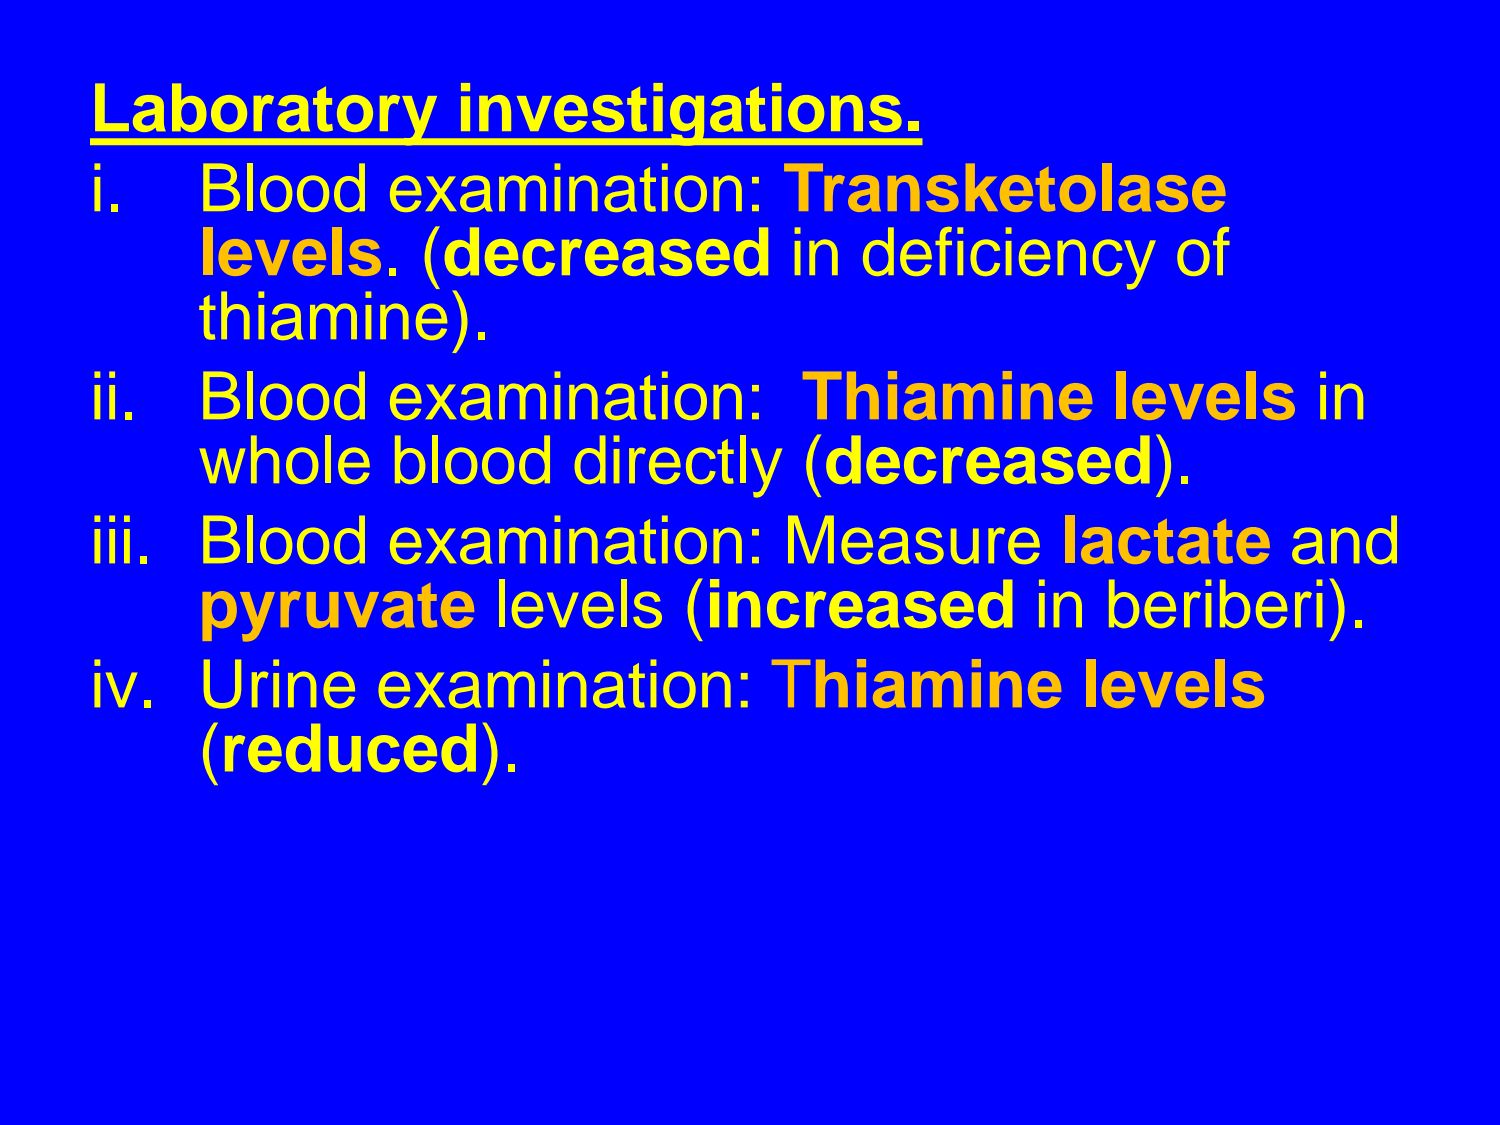 Laboratory investigations.
i. Blood examination: Transketolase
levels. (decreased in deficiency of
thiamine).
ii. Blood examination:  Thiamine levels in
whole blood directly (decreased).
iii. Blood examination: Measure lactate and
pyruvate levels (increased in beriberi).
iv. Urine examination: Thiamine levels
(reduced).